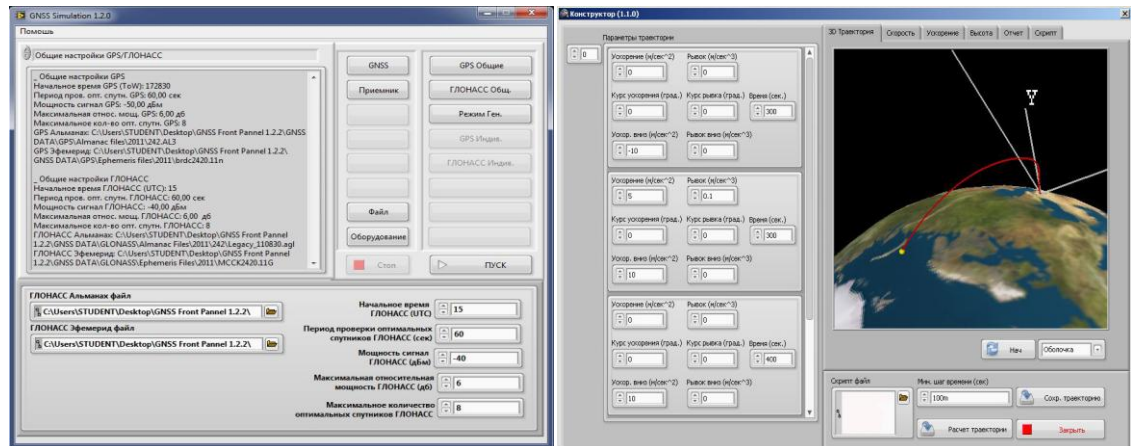 GNSS Simulation 1.2.0
Помощь
Общие настройки GPS/ГЛОНАСС
_ Общие настройки GPS
Начальное время GPS (ToW): 172830
Период пров. опт. спутн. GPS: 60,00 сек
Мощность сигнал GPS: -50,00 дБм
Максимальная относ. мощ. GPS: 6,00 дб
Максимальное кол-во опт. спутн. GPS: 8
GPS Альманах: C:\Users\STUDENT\Desktop\GNSS Front Pannel 1.2.2\GNSS
DATA\GPS\Almanac files\2011\242.AL3
GPS Эфемерид: C:\Users\STUDENT\Desktop\GNSS Front Pannel 1.2.2\
GNSS DATA\GPS\Ephemeris files\2011\brdc2420.11n
_ Общие настройки ГЛОНАСС
Начальное время ГЛОНАСС (UTC): 15
Период пров. опт. спутн. ГЛОНАСС: 60,00 сек
Мощность сигнал ГЛОНАСС: -40,00 дБм
Максимальная относ. мощ. ГЛОНАСС: 6,00 дб
Максимальное кол-во опт. спутн. ГЛОНАСС: 8
ГЛОНАСС Альманах: C:\Users\STUDENT\Desktop\GNSS Front Pannel
1.2.2\GNSS DATA\GLONASS\Almanac Files\2011\242\Legacy_110830.agl
ГЛОНАСС Эфемерид: C:\Users\STUDENT\Desktop\GNSS Front Pannel
1.2.2\GNSS DATA\GLONASS\Ephemeris Files\2011\MCCK2420.11G
GNSS
Приемник
Файл
Оборудование
Стоп
GPS Общие
ГЛОНАСС Общ.
Режим Ген.
GPS Индив.
ГЛОНАСС Индив.
ПУСК
ГЛОНАСС Альманах файл
C:\Users\STUDENT\Desktop\GNSS Front Pannel 1.2.2\
ГЛОНАСС Эфемерид файл
C:\Users\STUDENT\Desktop\GNSS Front Pannel 1.2.2\
Начальное время
ГЛОНАСС (UTC)
15
Период проверки оптимальных
спутников ГЛОНАСС (сек)
60
Мощность сигнал
ГЛОНАСС (дБм)
-40
Максимальная относительная
мощность ГЛОНАСС (дб)
6
Максимальное количество
оптимальных спутников ГЛОНАСС
8
Конструктор (1.1.0)
Параметры траектории
0
Ускорение (м/сек^2) Рывок (м/сек^3)
0 0
Курс ускорения (град.) Курс рывка (град.) Время (сек.)
0 0 300
Ускор. вниз (м/сек^2) Рывок вниз (м/сек^3)
-10 0
Ускорение (м/сек^2) Рывок (м/сек^3)
5 0.1
Курс ускорения (град.) Курс рывка (град.) Время (сек.)
0 0 300
Ускор. вниз (м/сек^2) Рывок вниз (м/сек^3)
10 0
Ускорение (м/сек^2) Рывок (м/сек^3)
0 0
Курс ускорения (град.) Курс рывка (град.) Время (сек.)
0 0 400
Ускор. вниз (м/сек^2) Рывок вниз (м/сек^3)
10 0
3D Траектория Скорость Ускорение Высота Отчет Скрипт
Y
Нач Оболочка
Скрипт файл
Мин. шаг времени (сек)
100m
Сохр. траекторию
Расчет траектории
Закрыть